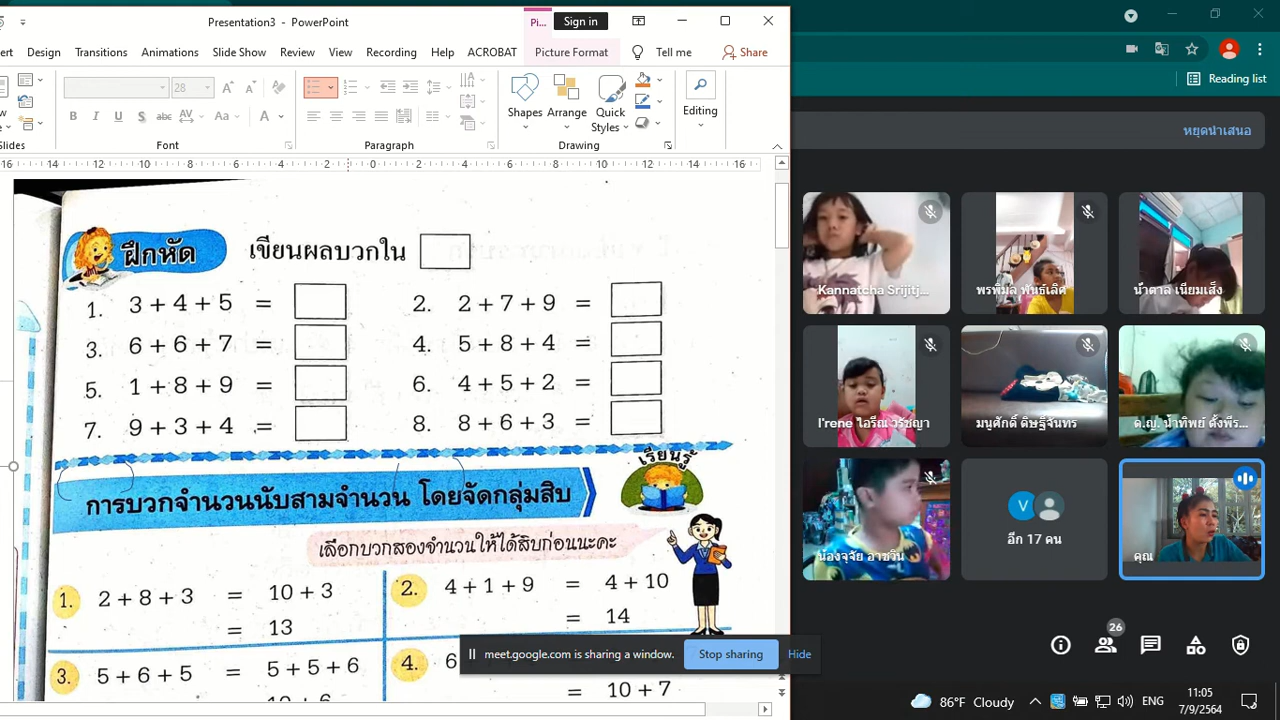 Presentation3 - PowerPoint
Pi...
Sign in
Design Transitions Animations Slide Show Review View Recording Help ACROBAT Picture Format Tell me Share
Reading list
28
Shapes Arrange Quick Styles
Editing
Font
Paragraph
Drawing
หยุดนำเสนอ
ฝึกหัด เขียนผลบวกใน
1. 3 + 4 + 5 =
2. 2 + 7 + 9 =
3. 6 + 6 + 7 =
4. 5 + 8 + 4 =
5. 1 + 8 + 9 =
6. 4 + 5 + 2 =
7. 9 + 3 + 4 =
8. 8 + 6 + 3 =
เรียนรู้
การบวกจำนวนนับสามจำนวน โดยจัดกลุ่มสิบ
เลือกบวกสองจำนวนให้ได้สิบก่อนนะคะ
1. 2 + 8 + 3 = 10 + 3
= 13
2. 4 + 1 + 9 = 4 + 10
= 14
3. 5 + 6 + 5 = 5 + 5 + 6
4. 6
= 10 + 7
meet.google.com is sharing a window.
Stop sharing
Hide
Kannatcha Srijitj...
พรพิมล พันธ์เลิศ
น้ำตาล เนียมเส็ง
I'rene ไอรีณ วรัชญา
มนูศักดิ์ ดิษฐีจันทร
ด.ญ. น้ำทิพย์ ตั้งพีร...
น้องจุจัย อาชวิน
V
อีก 17 คน
คุณ
26
86°F Cloudy
ENG
11:05
7/9/2564